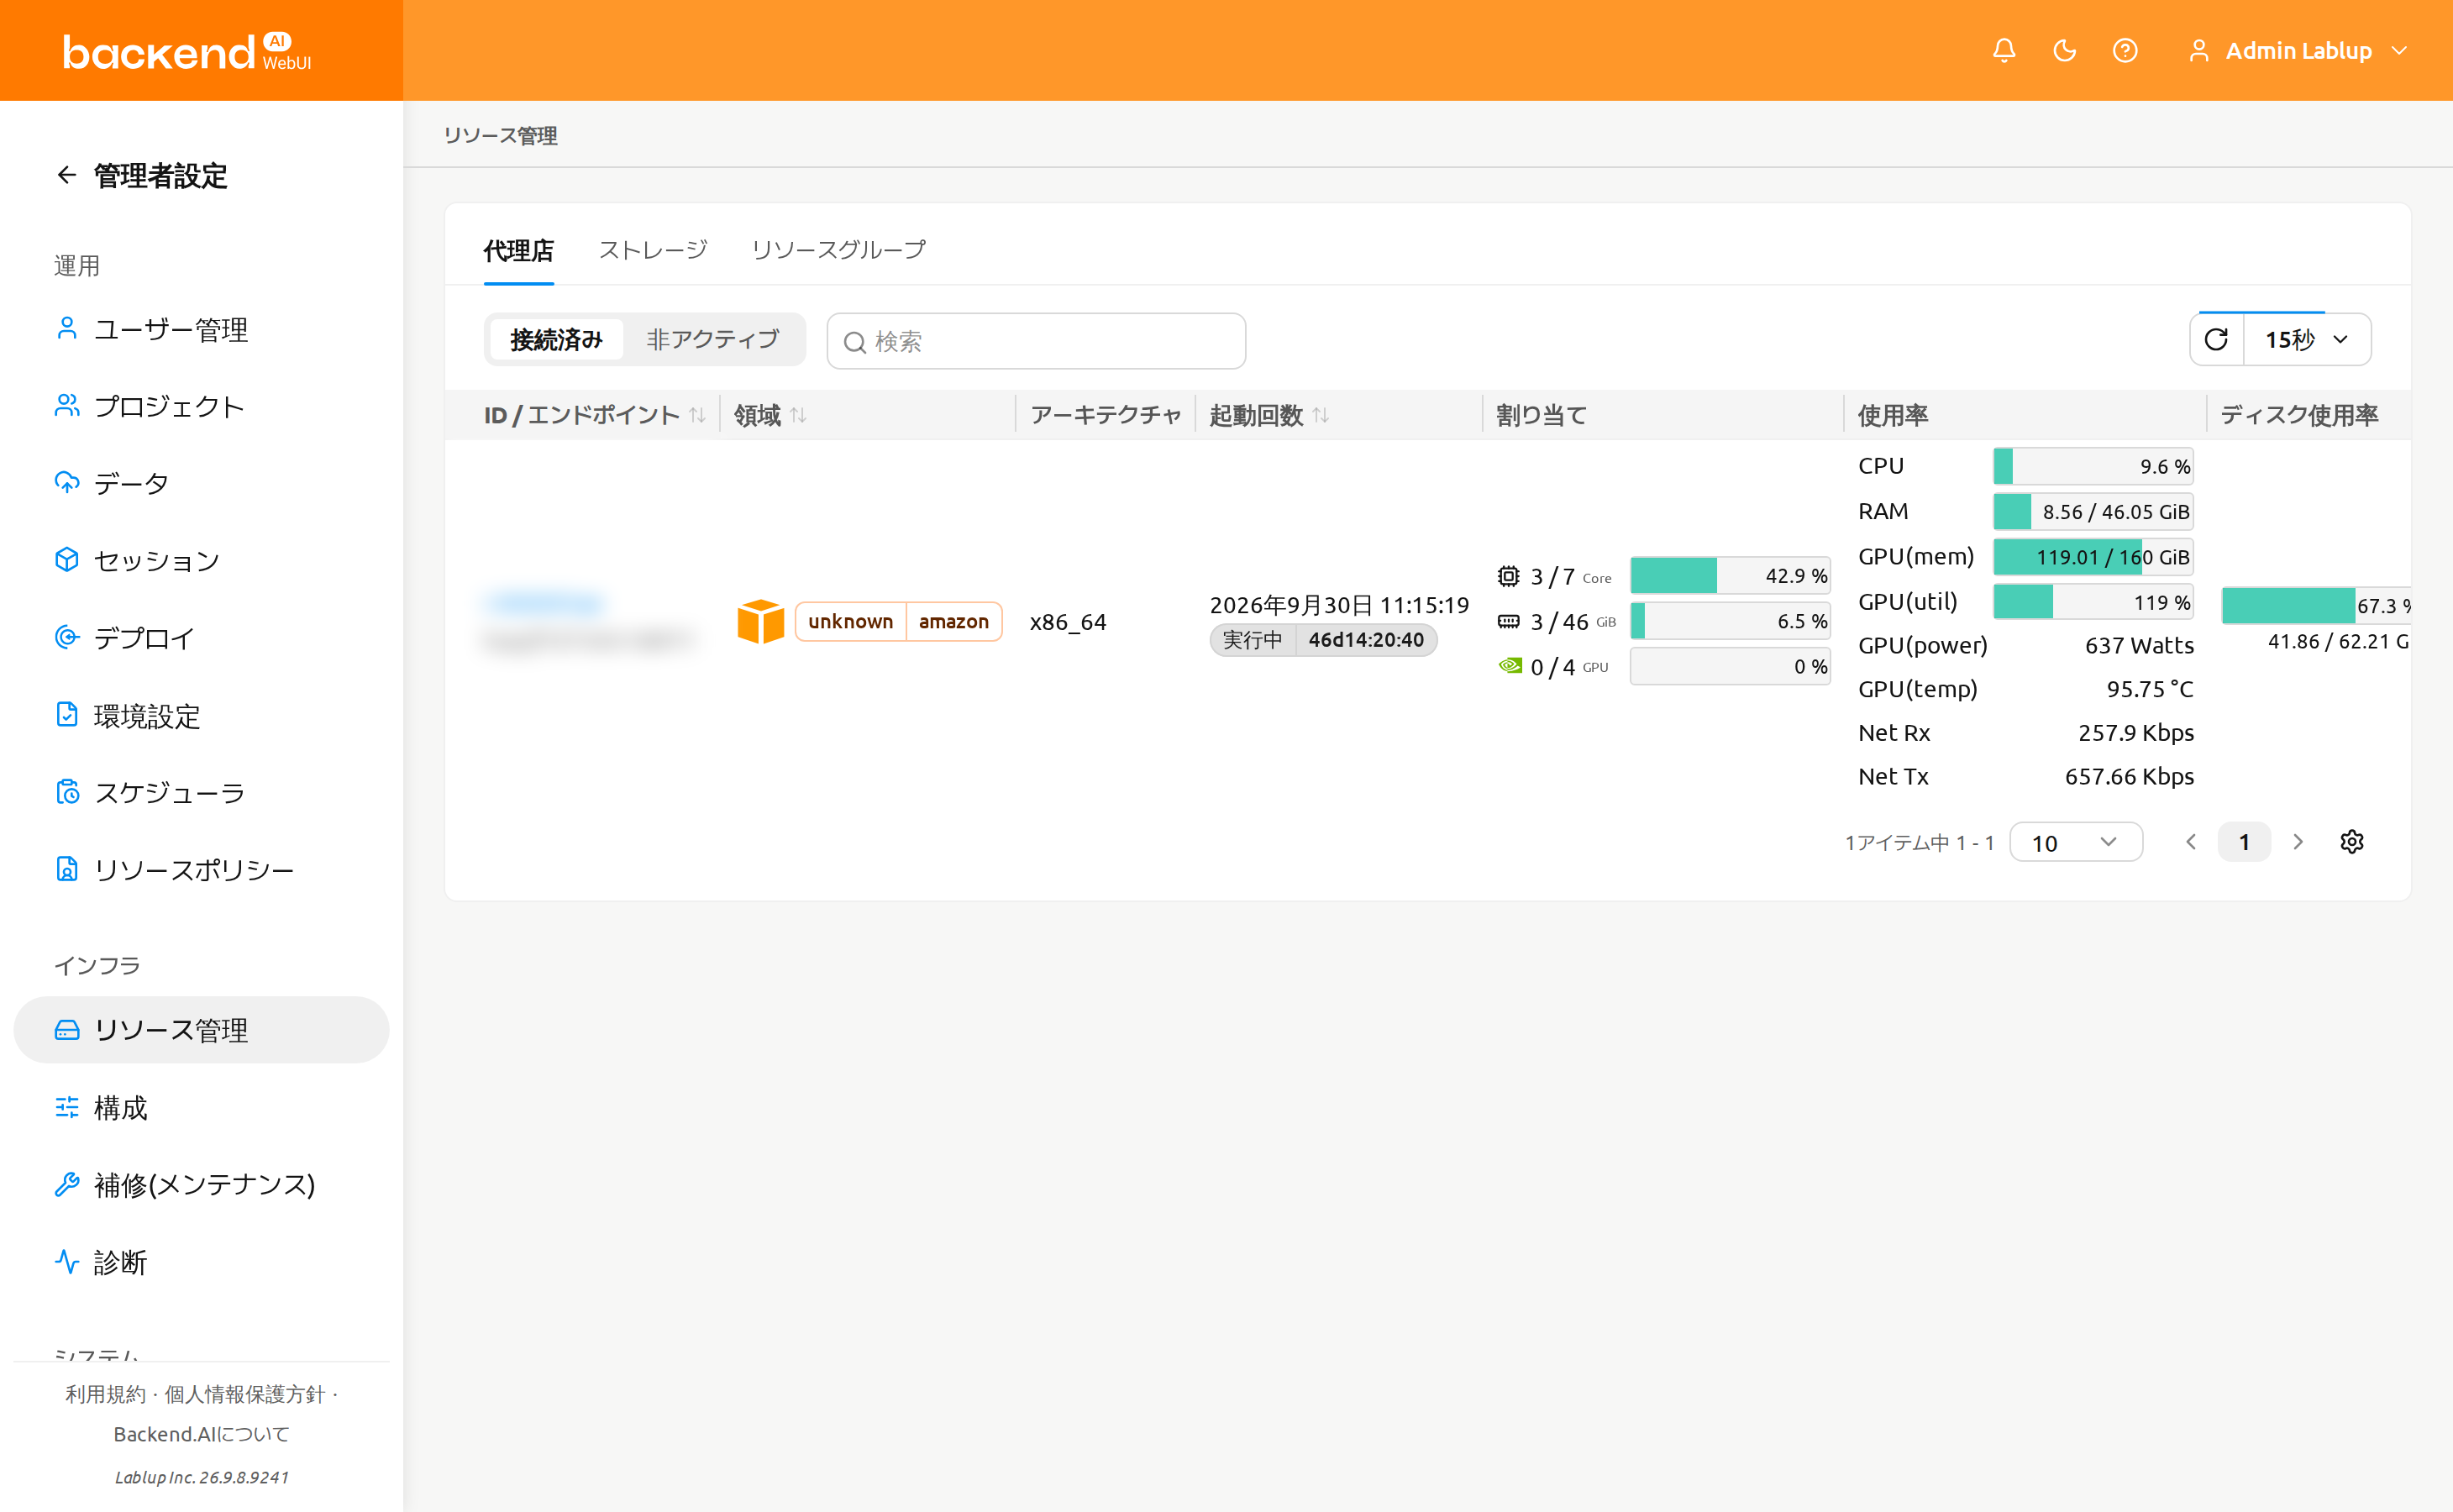 backend AI WebUI
Admin Lablup
管理者設定
運用
ユーザー管理
プロジェクト
データ
セッション
デプロイ
環境設定
スケジューラ
リソースポリシー
インフラ
リソース管理
構成
補修(メンテナンス)
診断
システム
利用規約 · 個人情報保護方針 ·
Backend.AIについて
Lablup Inc. 26.9.8.9241
リソース管理
代理店 ストレージ リソースグループ
接続済み 非アクティブ 検索 15秒
ID / エンドポイント 領域 アーキテクチャ 起動回数 割り当て 使用率 ディスク使用率
unknown amazon
x86_64
2026年9月30日 11:15:19
実行中 46d14:20:40
3 / 7 Core 42.9 %
3 / 46 GiB 6.5 %
0 / 4 GPU 0 %
CPU 9.6 %
RAM 8.56 / 46.05 GiB
GPU(mem) 119.01 / 160 GiB
GPU(util) 119 %
GPU(power) 637 Watts
GPU(temp) 95.75 °C
Net Rx 257.9 Kbps
Net Tx 657.66 Kbps
67.3 %
41.86 / 62.21 G
1アイテム中 1 - 1 10 1